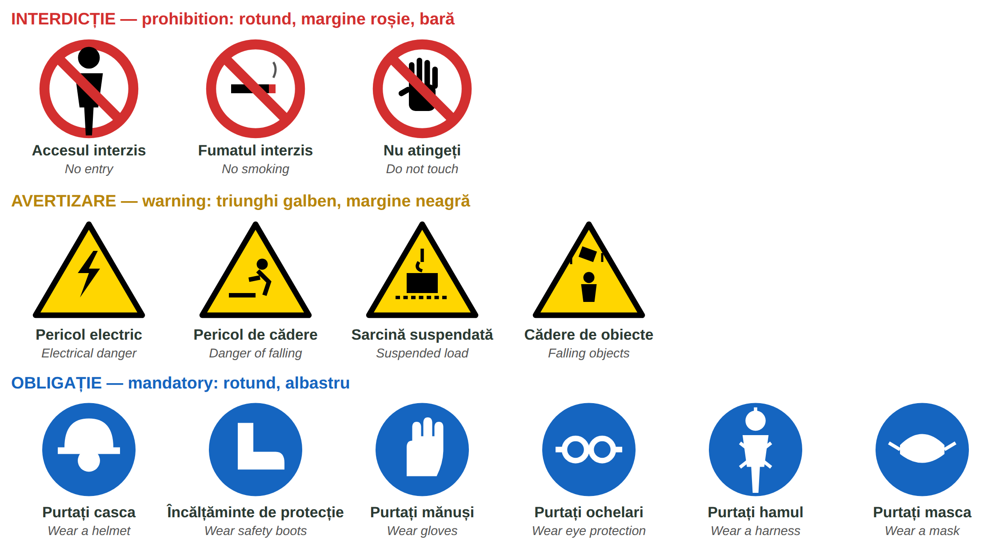 INTERDICȚIE — prohibition: rotund, margine roșie, bară
Accesul interzis
No entry
Fumatul interzis
No smoking
Nu atingeți
Do not touch
AVERTIZARE — warning: triunghi galben, margine neagră
Pericol electric
Electrical danger
Pericol de cădere
Danger of falling
Sarcină suspendată
Suspended load
Cădere de obiecte
Falling objects
OBLIGAȚIE — mandatory: rotund, albastru
Purtați casca
Wear a helmet
Încălțăminte de protecție
Wear safety boots
Purtați mănuși
Wear gloves
Purtați ochelari
Wear eye protection
Purtați hamul
Wear a harness
Purtați masca
Wear a mask